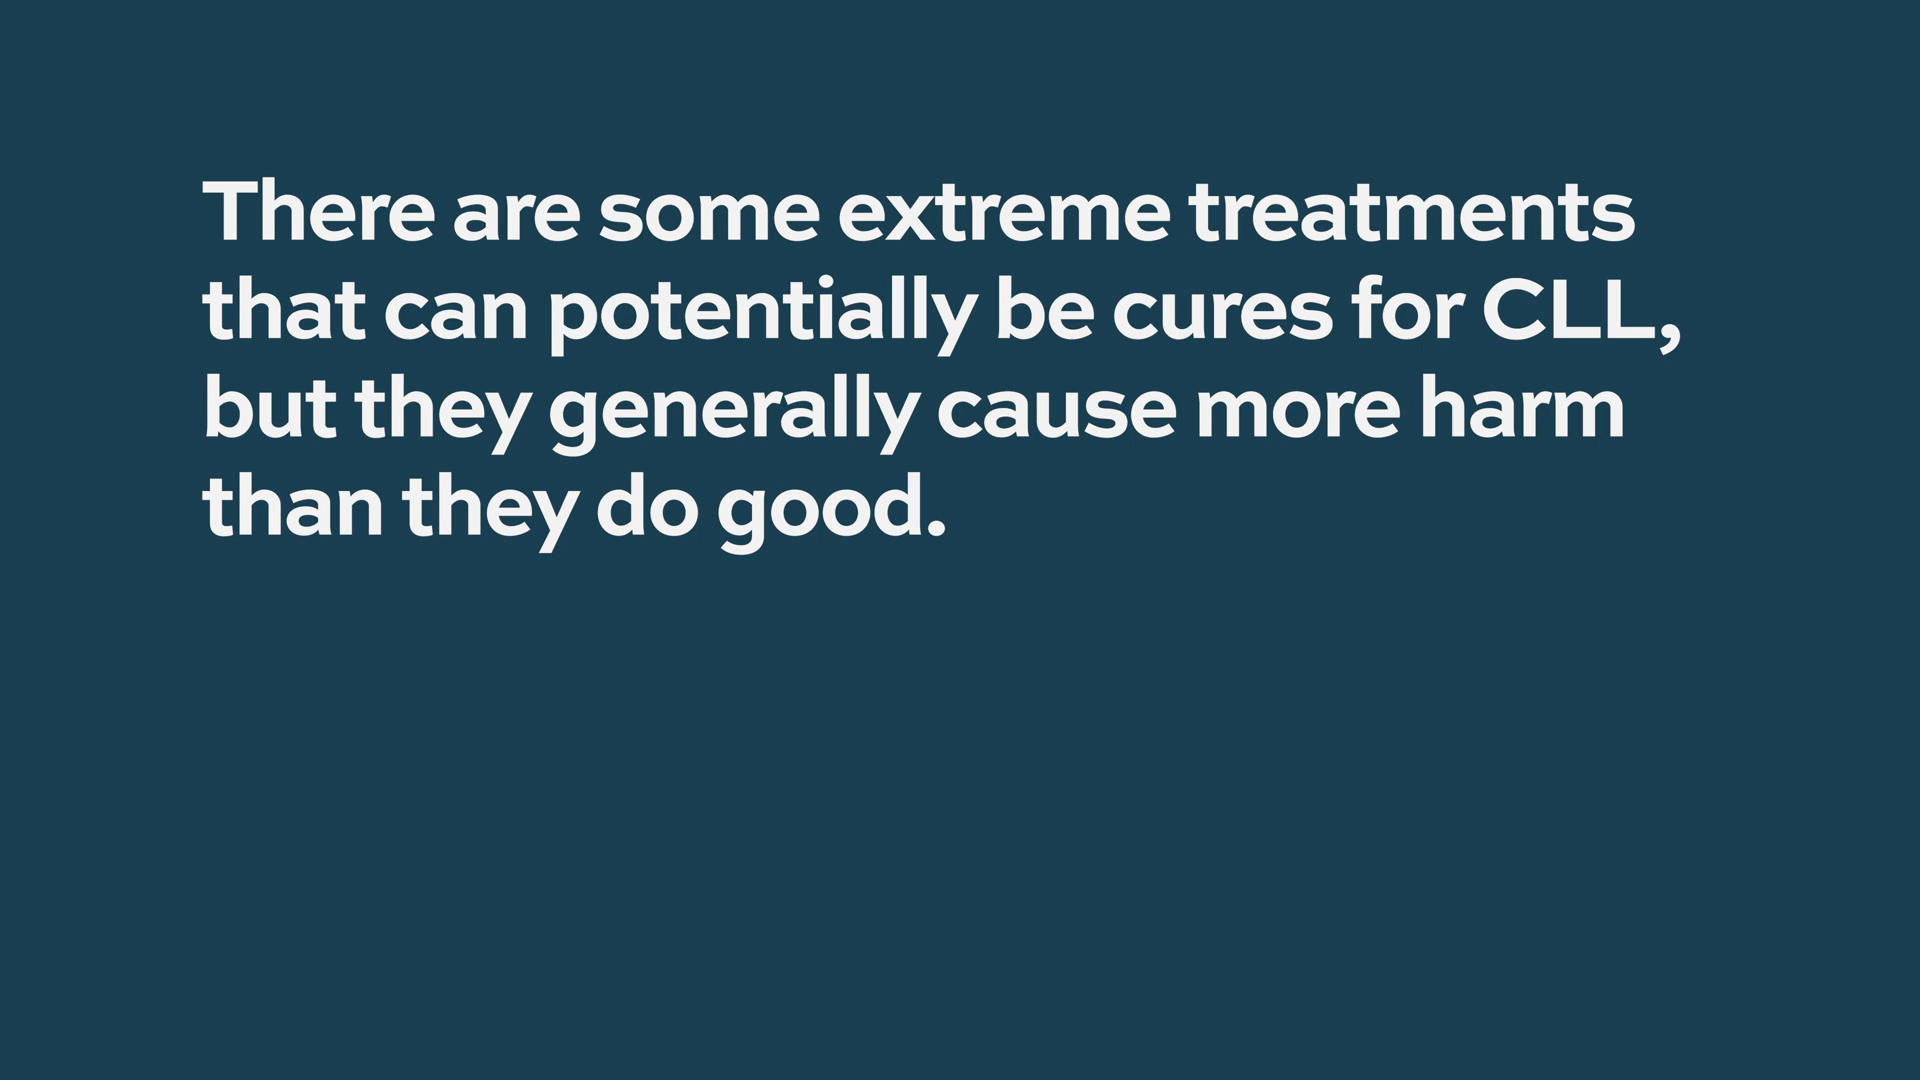 There are some extreme treatments
that can potentially be cures for CLL,
but they generally cause more harm
than they do good.